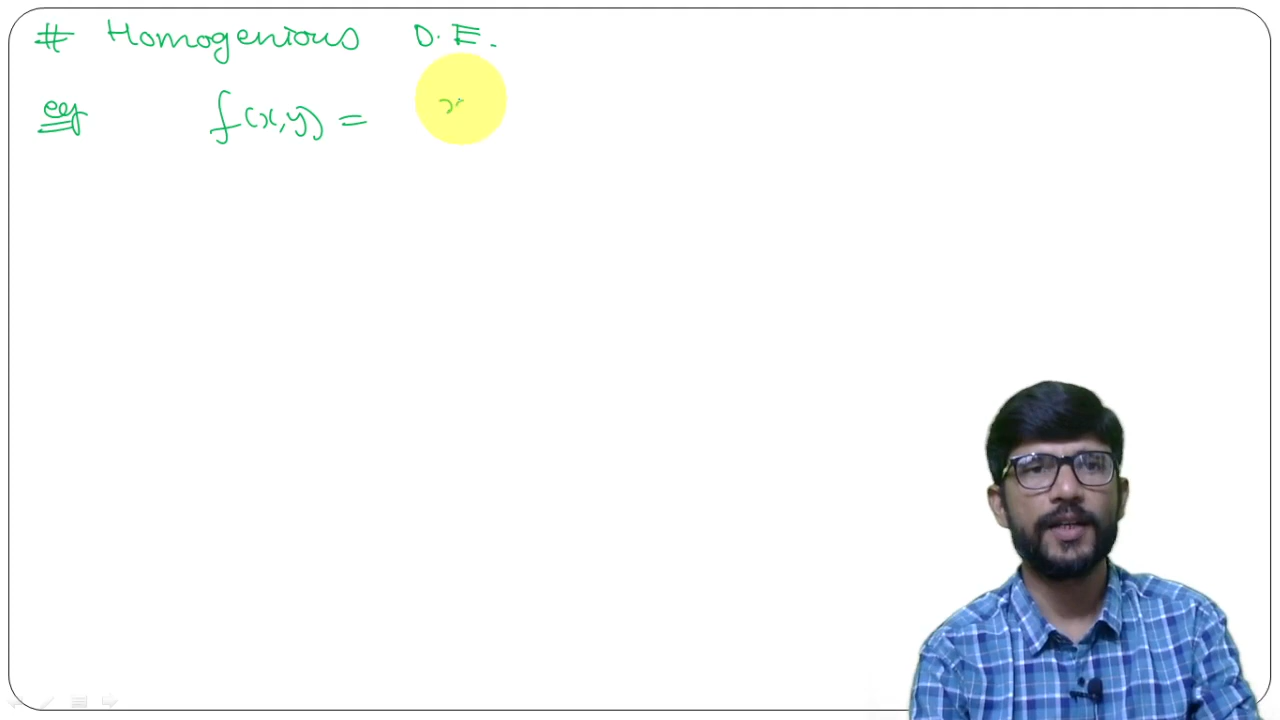 # Homogenious D.E.
eg f(x,y) =